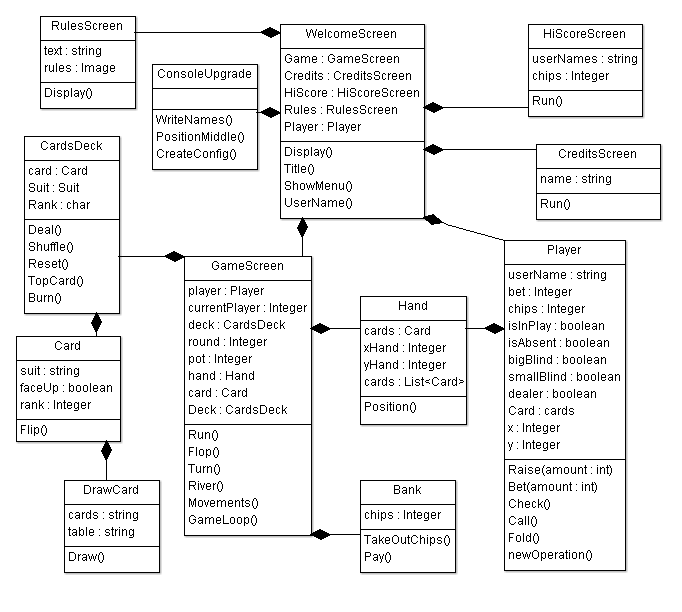 RulesScreen
text : string
rules : Image
Display()
WelcomeScreen
Game : GameScreen
Credits : CreditsScreen
HiScore : HiScoreScreen
Rules : RulesScreen
Player : Player
Display()
Title()
ShowMenu()
UserName()
HiScoreScreen
userNames : string
chips : Integer
Run()
ConsoleUpgrade
WriteNames()
PositionMiddle()
CreateConfig()
CardsDeck
card : Card
Suit : Suit
Rank : char
Deal()
Shuffle()
Reset()
TopCard()
Burn()
CreditsScreen
name : string
Run()
GameScreen
player : Player
currentPlayer : Integer
deck : CardsDeck
round : Integer
pot : Integer
hand : Hand
card : Card
Deck : CardsDeck
Run()
Flop()
Turn()
River()
Movements()
GameLoop()
Player
userName : string
bet : Integer
chips : Integer
isInPlay : boolean
isAbsent : boolean
bigBlind : boolean
smallBlind : boolean
dealer : boolean
Card : cards
x : Integer
y : Integer
Raise(amount : int)
Bet(amount : int)
Check()
Call()
Fold()
newOperation()
Hand
cards : Card
xHand : Integer
yHand : Integer
cards : List<Card>
Position()
Card
suit : string
faceUp : boolean
rank : Integer
Flip()
DrawCard
cards : string
table : string
Draw()
Bank
chips : Integer
TakeOutChips()
Pay()